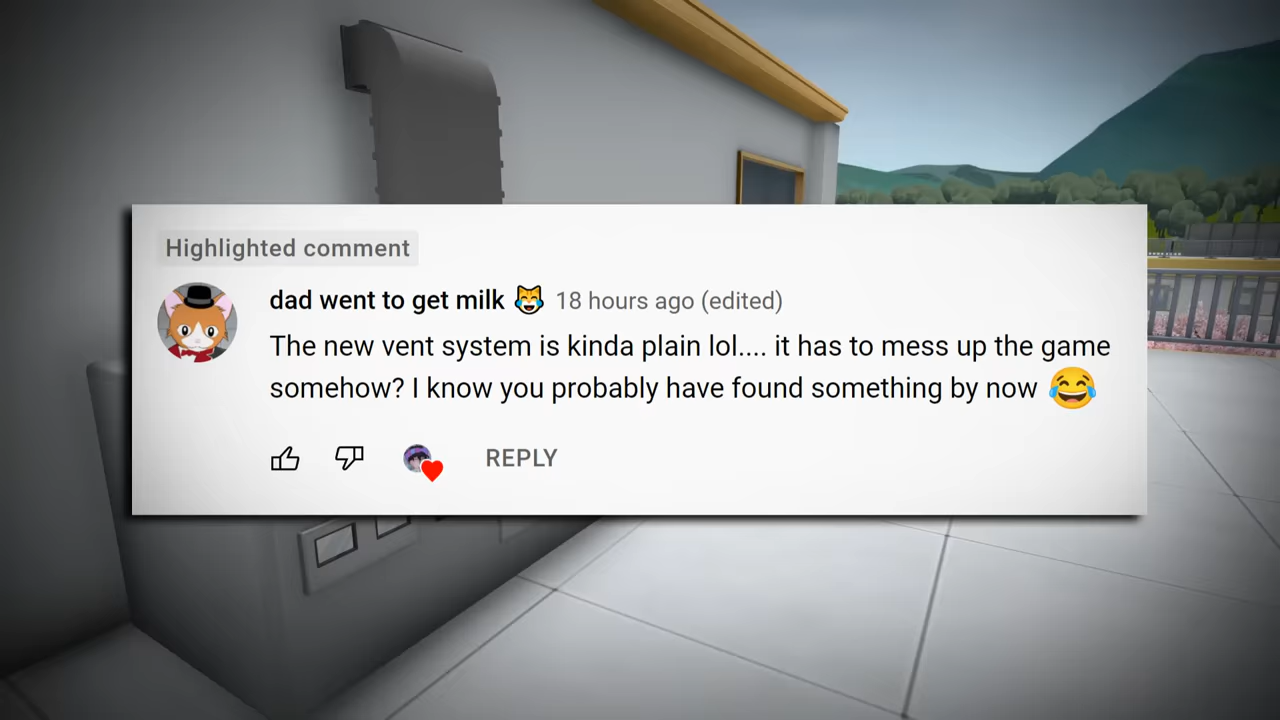 Highlighted comment
dad went to get milk 😹 18 hours ago (edited)
The new vent system is kinda plain lol.... it has to mess up the game
somehow? I know you probably have found something by now 😂
REPLY